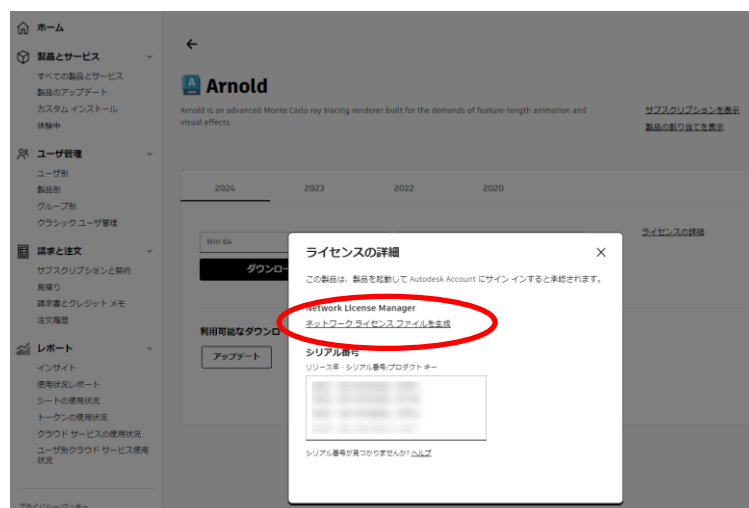 ホーム
製品とサービス
すべての製品とサービス
製品のアップデート
カスタム インストール
体験中
ユーザ管理
ユーザ別
製品別
グループ別
クラシック ユーザ管理
請求と注文
サブスクリプションと契約
見積り
請求書とクレジット メモ
注文履歴
レポート
インサイト
使用状況レポート
シートの使用状況
トークンの使用状況
クラウド サービスの使用状況
ユーザ別クラウド サービス使用
状況
プライバシー/クッキー
Arnold
Arnold is an advanced Monte Carlo ray tracing renderer built for the demands of feature-length animation and
visual effects.
サブスクリプションを表示
製品の割り当てを表示
2024 2023 2022 2020
Win 64
ダウンロー
ライセンスの詳細
利用可能なダウンロ
アップデート
ライセンスの詳細
この製品は、製品を起動して Autodesk Account にサイン インすると承認されます。
Network License Manager
ネットワーク ライセンス ファイルを生成
シリアル番号
リリース年 - シリアル番号/プロダクト キー
シリアル番号が見つかりませんか? ヘルプ